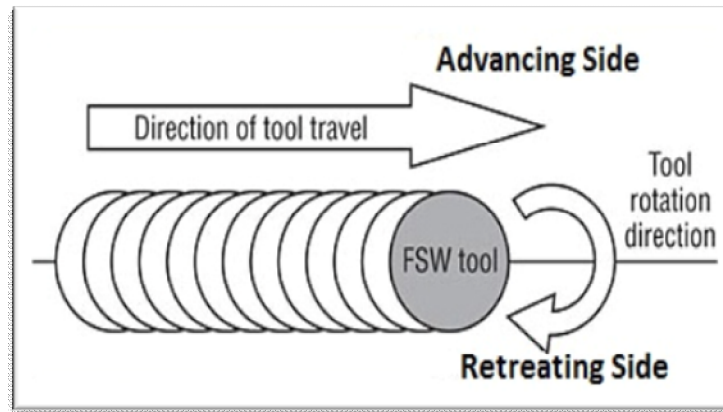 Advancing Side
Direction of tool travel
Tool
rotation
direction
FSW tool
Retreating Side